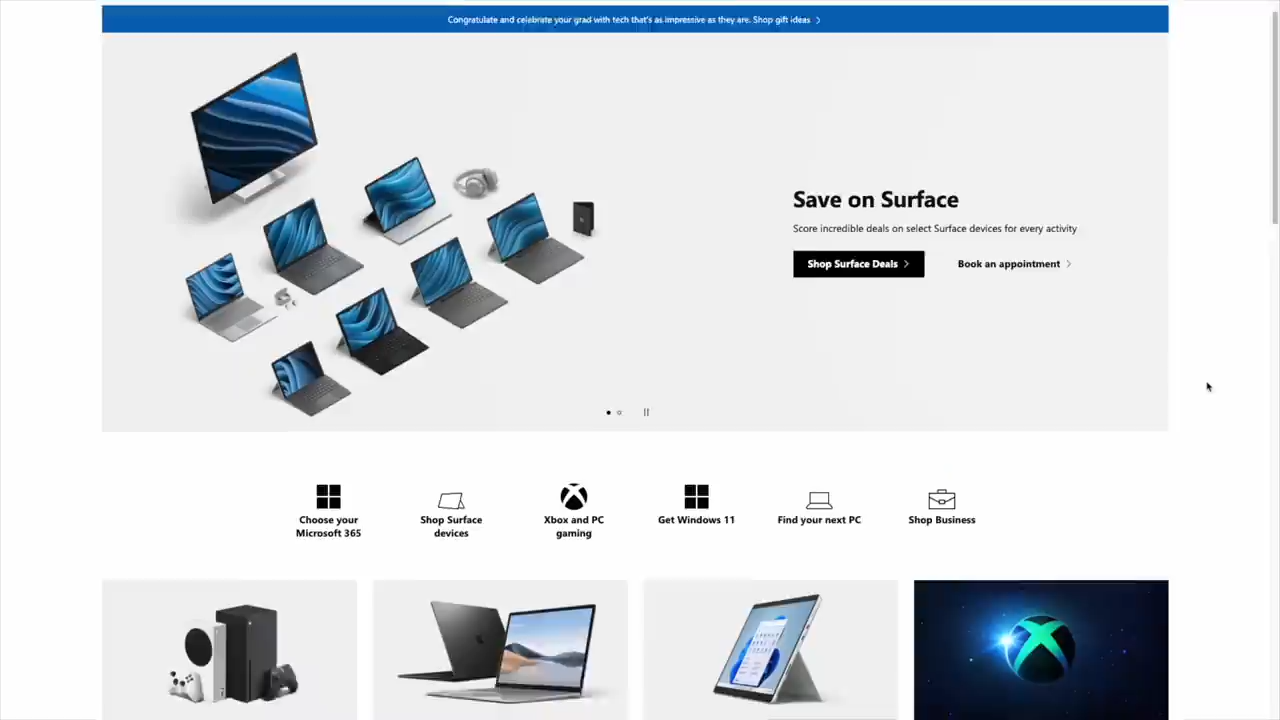 Congratulate and celebrate your grad with tech that's as impressive as they are. Shop gift ideas
Save on Surface
Score incredible deals on select Surface devices for every activity
Shop Surface Deals
Book an appointment
Choose your
Microsoft 365
Shop Surface
devices
Xbox and PC
gaming
Get Windows 11
Find your next PC
Shop Business